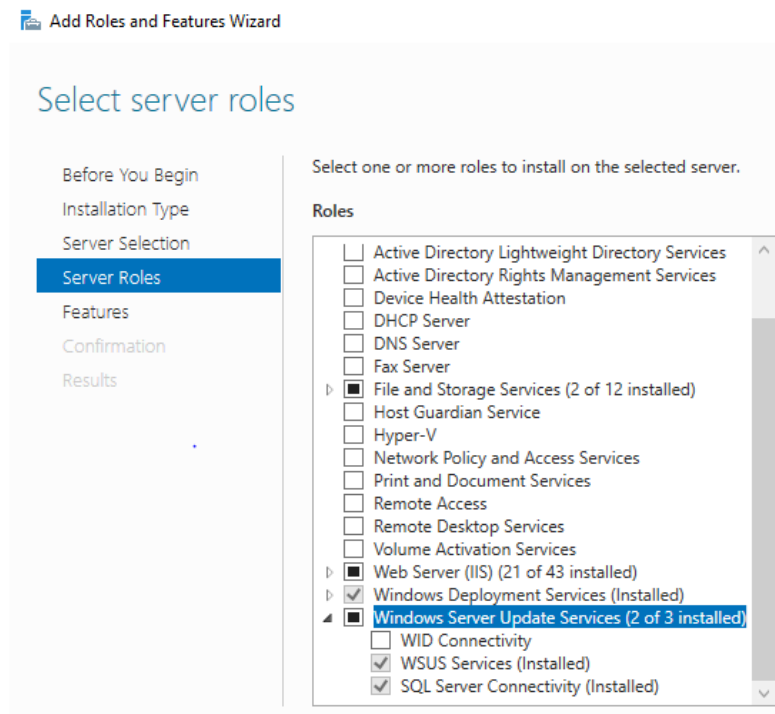 Add Roles and Features Wizard
Select server roles
Before You Begin
Installation Type
Server Selection
Server Roles
Features
Confirmation
Results
Select one or more roles to install on the selected server.
Roles
Active Directory Lightweight Directory Services
Active Directory Rights Management Services
Device Health Attestation
DHCP Server
DNS Server
Fax Server
File and Storage Services (2 of 12 installed)
Host Guardian Service
Hyper-V
Network Policy and Access Services
Print and Document Services
Remote Access
Remote Desktop Services
Volume Activation Services
Web Server (IIS) (21 of 43 installed)
Windows Deployment Services (Installed)
Windows Server Update Services (2 of 3 installed)
WID Connectivity
WSUS Services (Installed)
SQL Server Connectivity (Installed)